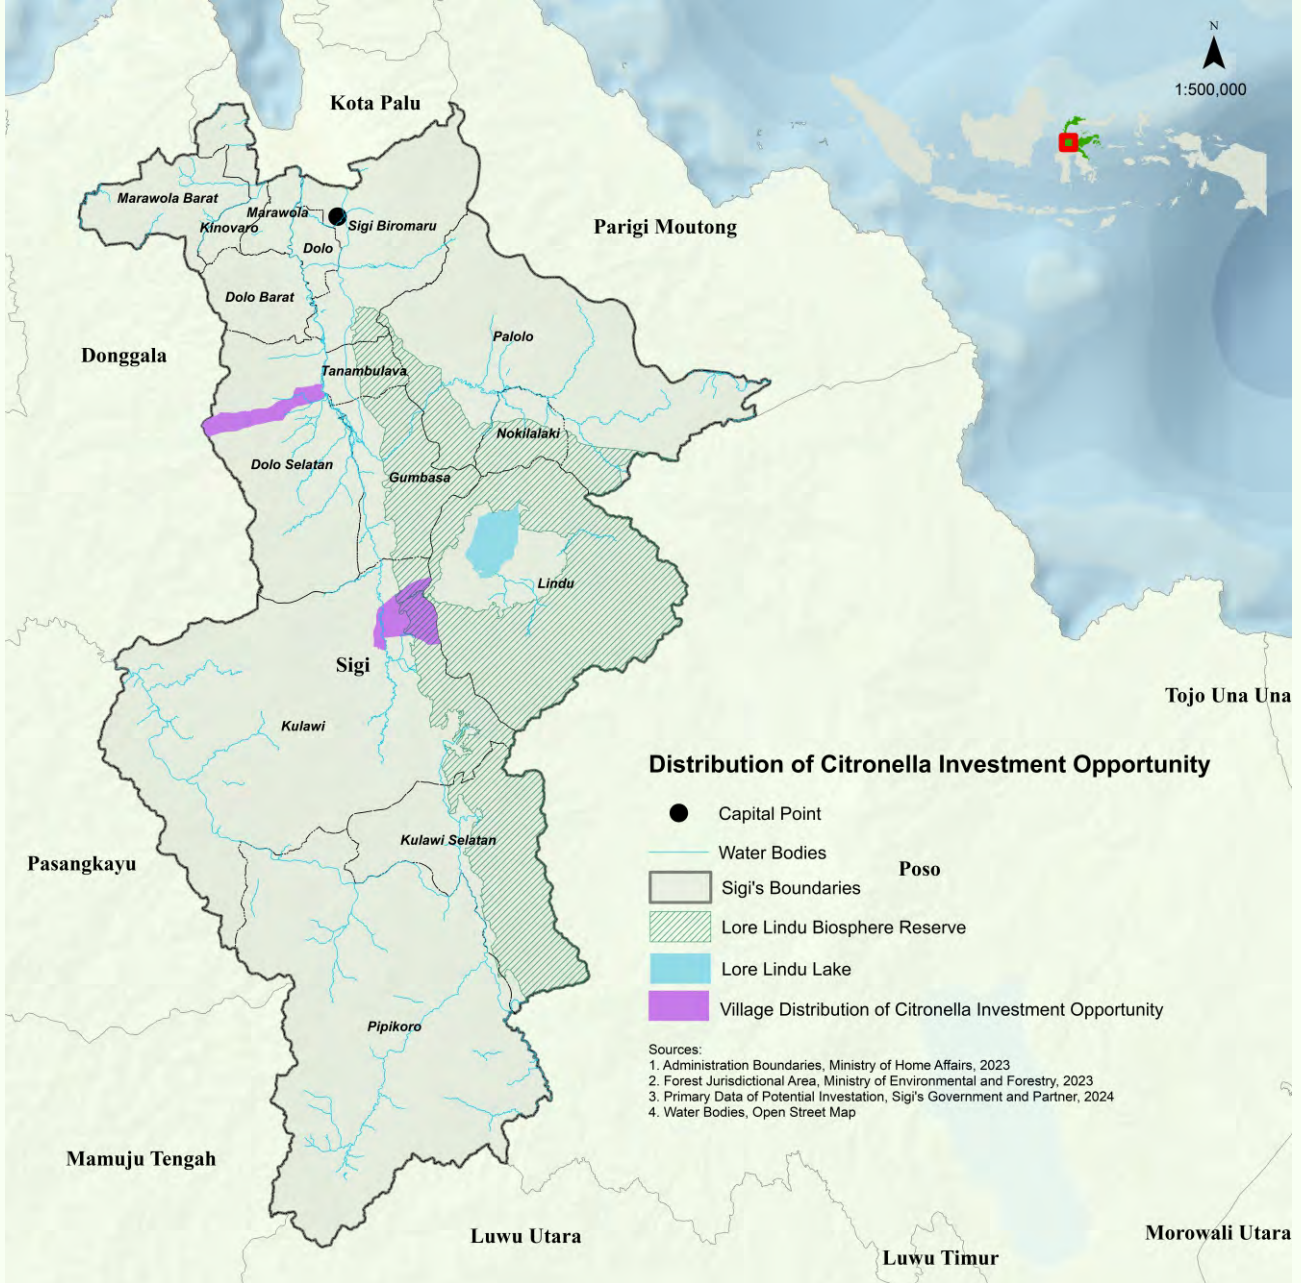 N
1:500,000
Kota Palu
Marawola Barat
Kinovaro
Marawola
Sigi Biromaru
Dolo
Parigi Moutong
Dolo Barat
Donggala
Palolo
Tanambulava
Nokilalaki
Dolo Selatan
Gumbasa
Lindu
Sigi
Kulawi
Tojo Una Una
Kulawi Selatan
Pasangkayu
Poso
Pipikoro
Mamuju Tengah
Luwu Utara
Luwu Timur
Morowali Utara
Distribution of Citronella Investment Opportunity
Capital Point
Water Bodies
Sigi's Boundaries
Lore Lindu Biosphere Reserve
Lore Lindu Lake
Village Distribution of Citronella Investment Opportunity
Sources:
1. Administration Boundaries, Ministry of Home Affairs, 2023
2. Forest Jurisdictional Area, Ministry of Environmental and Forestry, 2023
3. Primary Data of Potential Investation, Sigi's Government and Partner, 2024
4. Water Bodies, Open Street Map